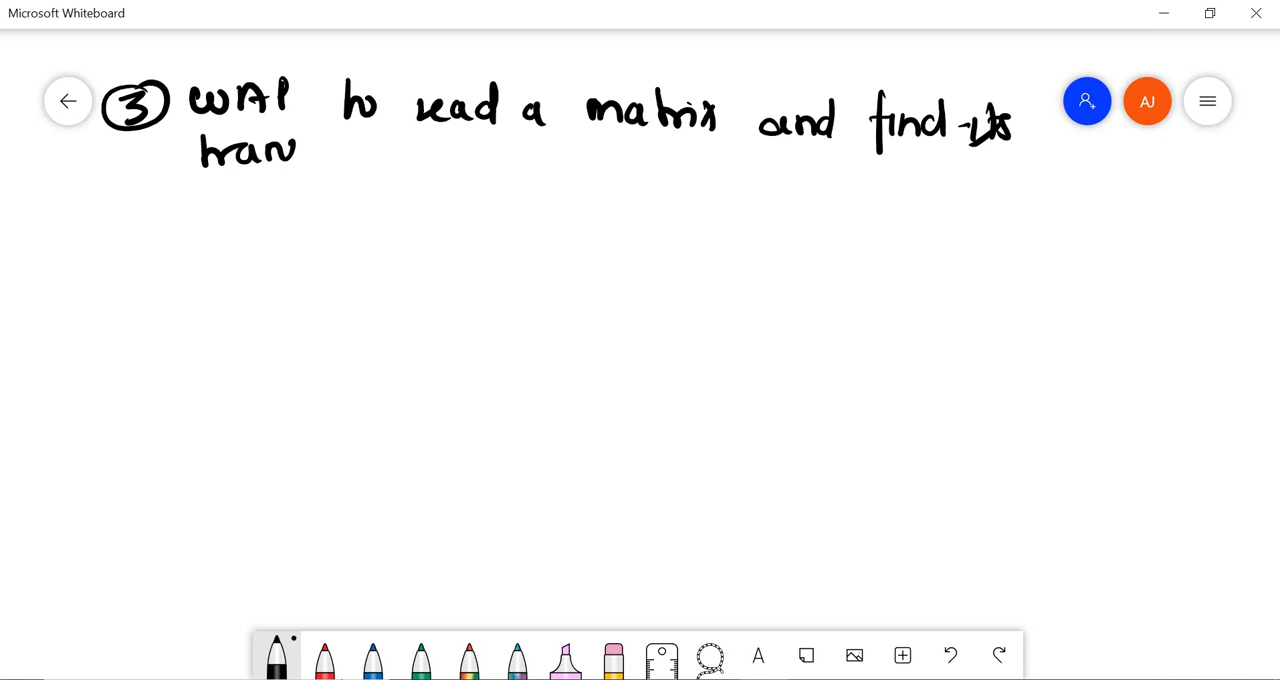 Microsoft Whiteboard
3 WAP to read a matrix and find its
AJ
tran
A